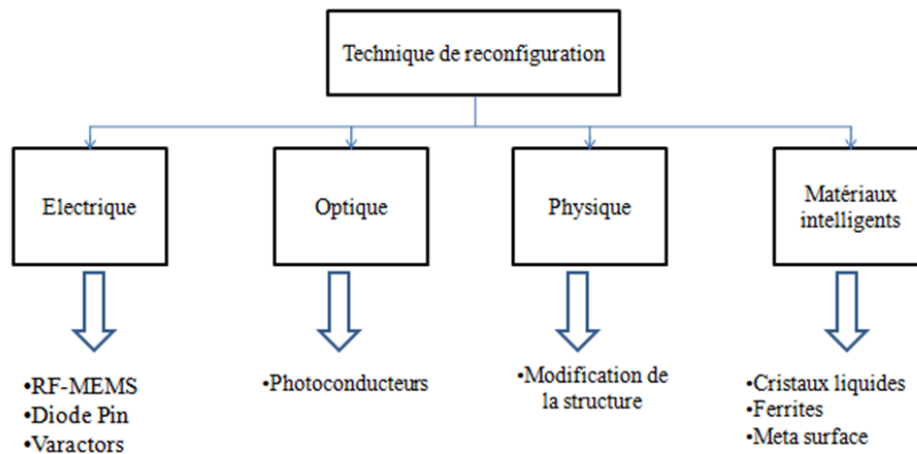 Technique de reconfiguration
Electrique
Optique
Physique
Matériaux
intelligents
•RF-MEMS
•Diode Pin
•Varactors
•Photoconducteurs
•Modification de
la structure
•Cristaux liquides
•Ferrites
•Meta surface